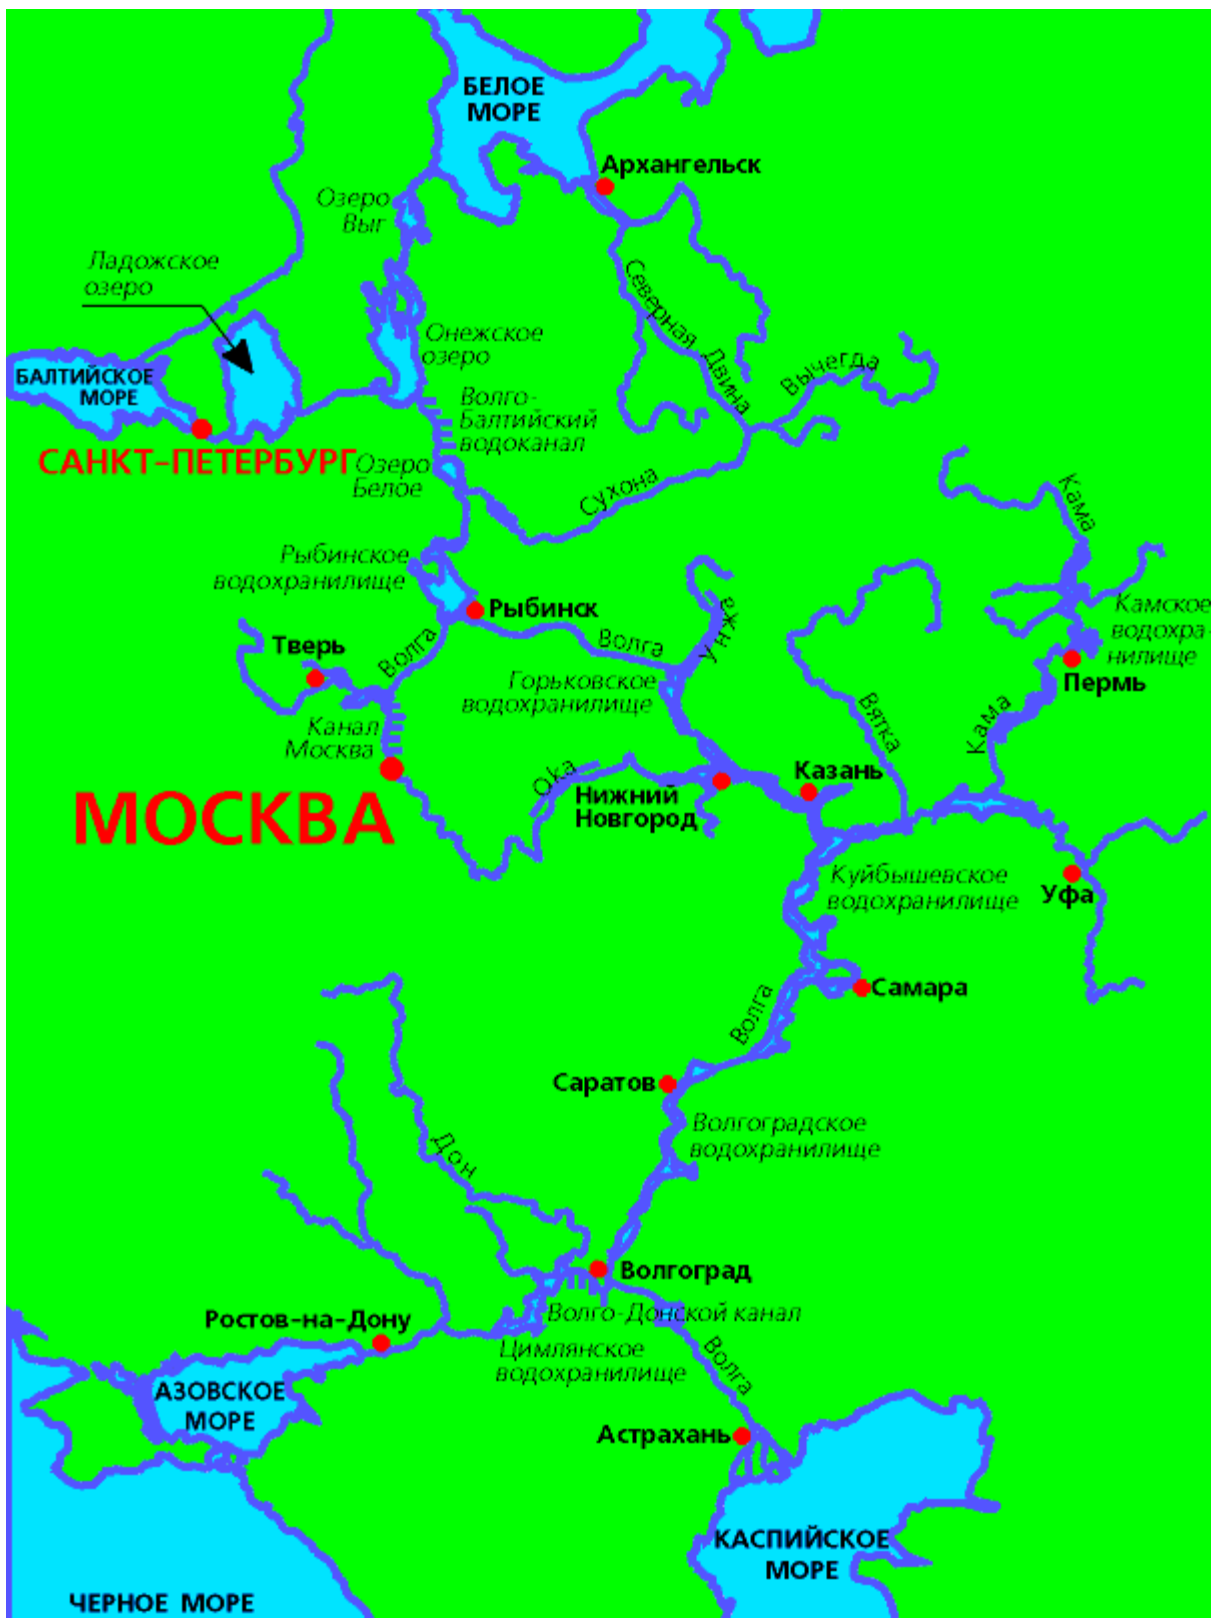 БЕЛОЕ
МОРЕ
Архангельск
Озеро
Выг
Ладожское
озеро
Северная Двина
Онежское
озеро
БАЛТИЙСКОЕ
МОРЕ
Вычегда
Волго-
Балтийский
водоканал
САНКТ-ПЕТЕРБУРГ
Озеро
Белое
Сухона
Кама
Рыбинское
водохранилище
Рыбинск
Унжа
Камское
водохра-
нилище
Тверь
Волга
Волга
Горьковское
водохранилище
Пермь
Канал
Москва
Вятка
Кама
МОСКВА
Ока
Нижний
Новгород
Казань
Куйбышевское
водохранилище
Уфа
Самара
Волга
Саратов
Волгоградское
водохранилище
Дон
Волгоград
Волго-Донской канал
Ростов-на-Дону
Цимлянское
водохранилище
Волга
АЗОВСКОЕ
МОРЕ
Астрахань
КАСПИЙСКОЕ
МОРЕ
ЧЕРНОЕ МОРЕ